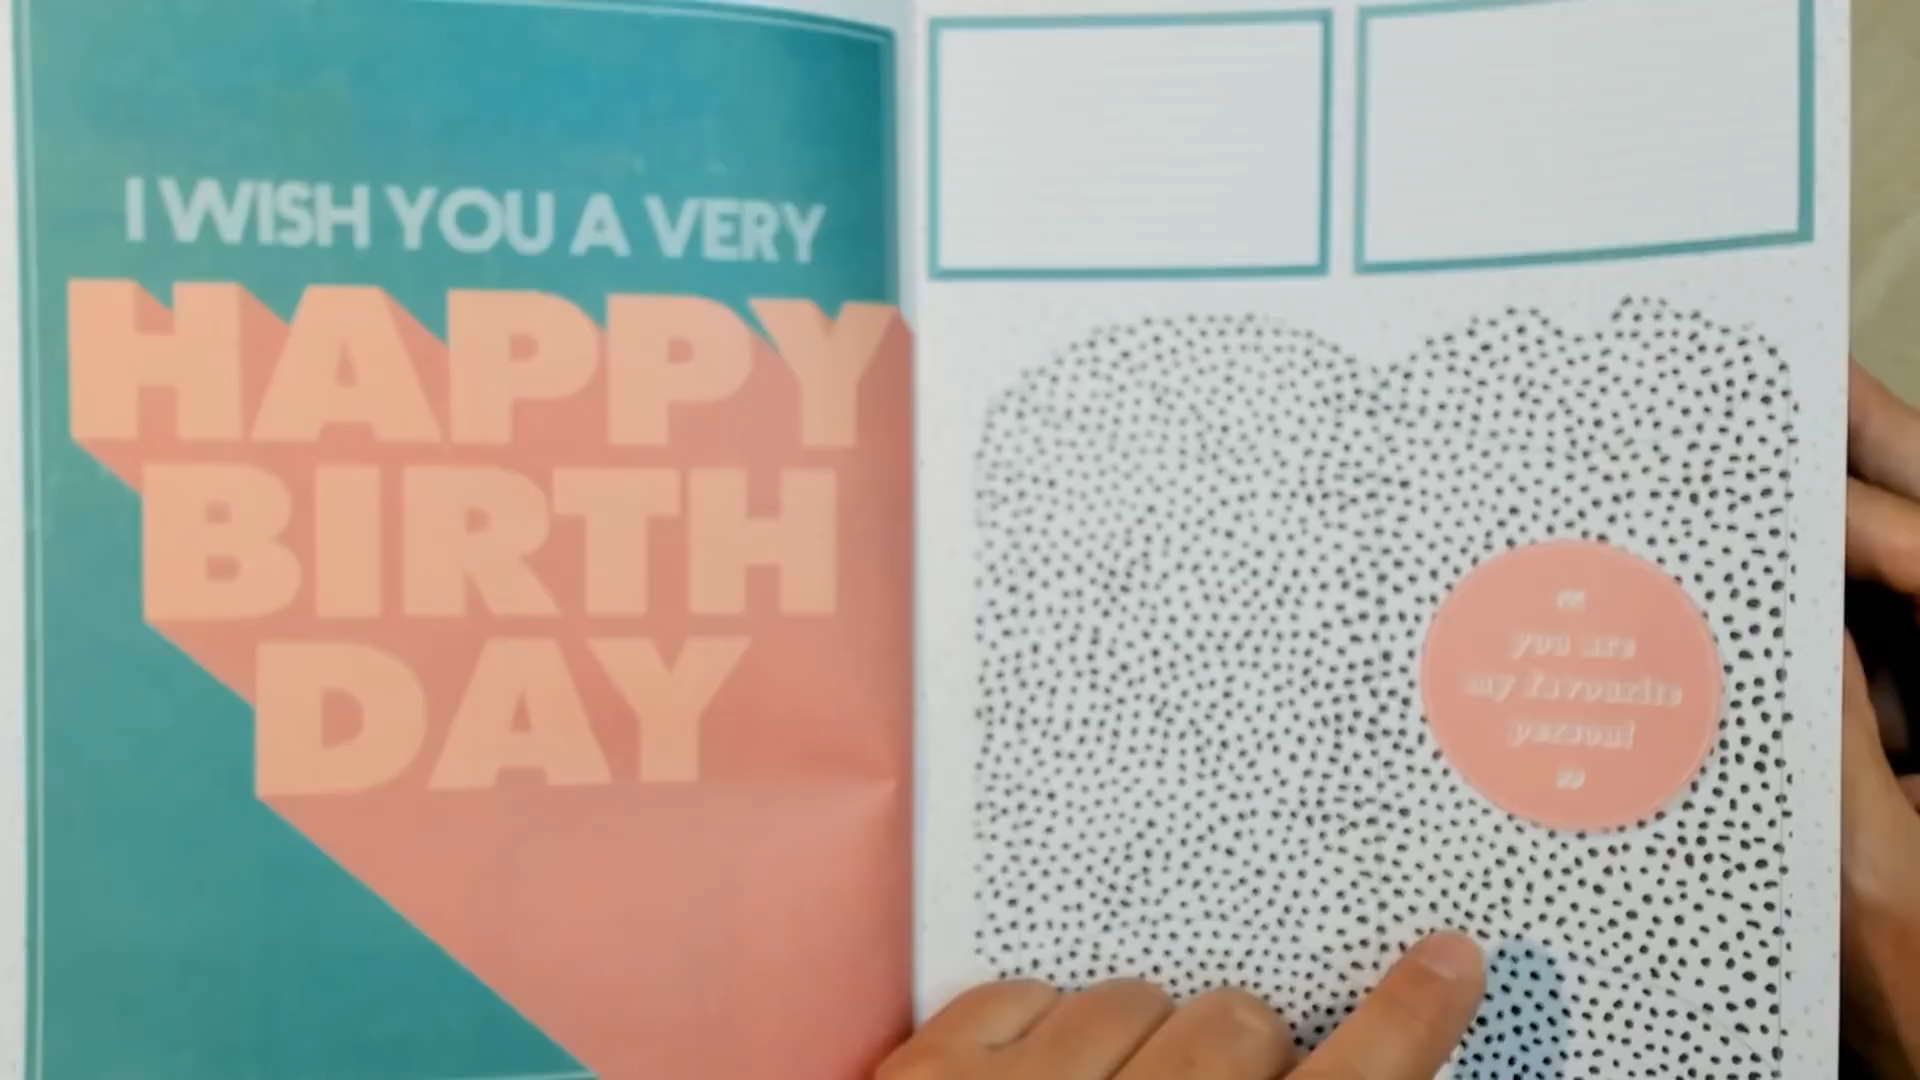 I WISH YOU A VERY
HAPPY
BIRTH
DAY
“
you are
my favourite
person!
”